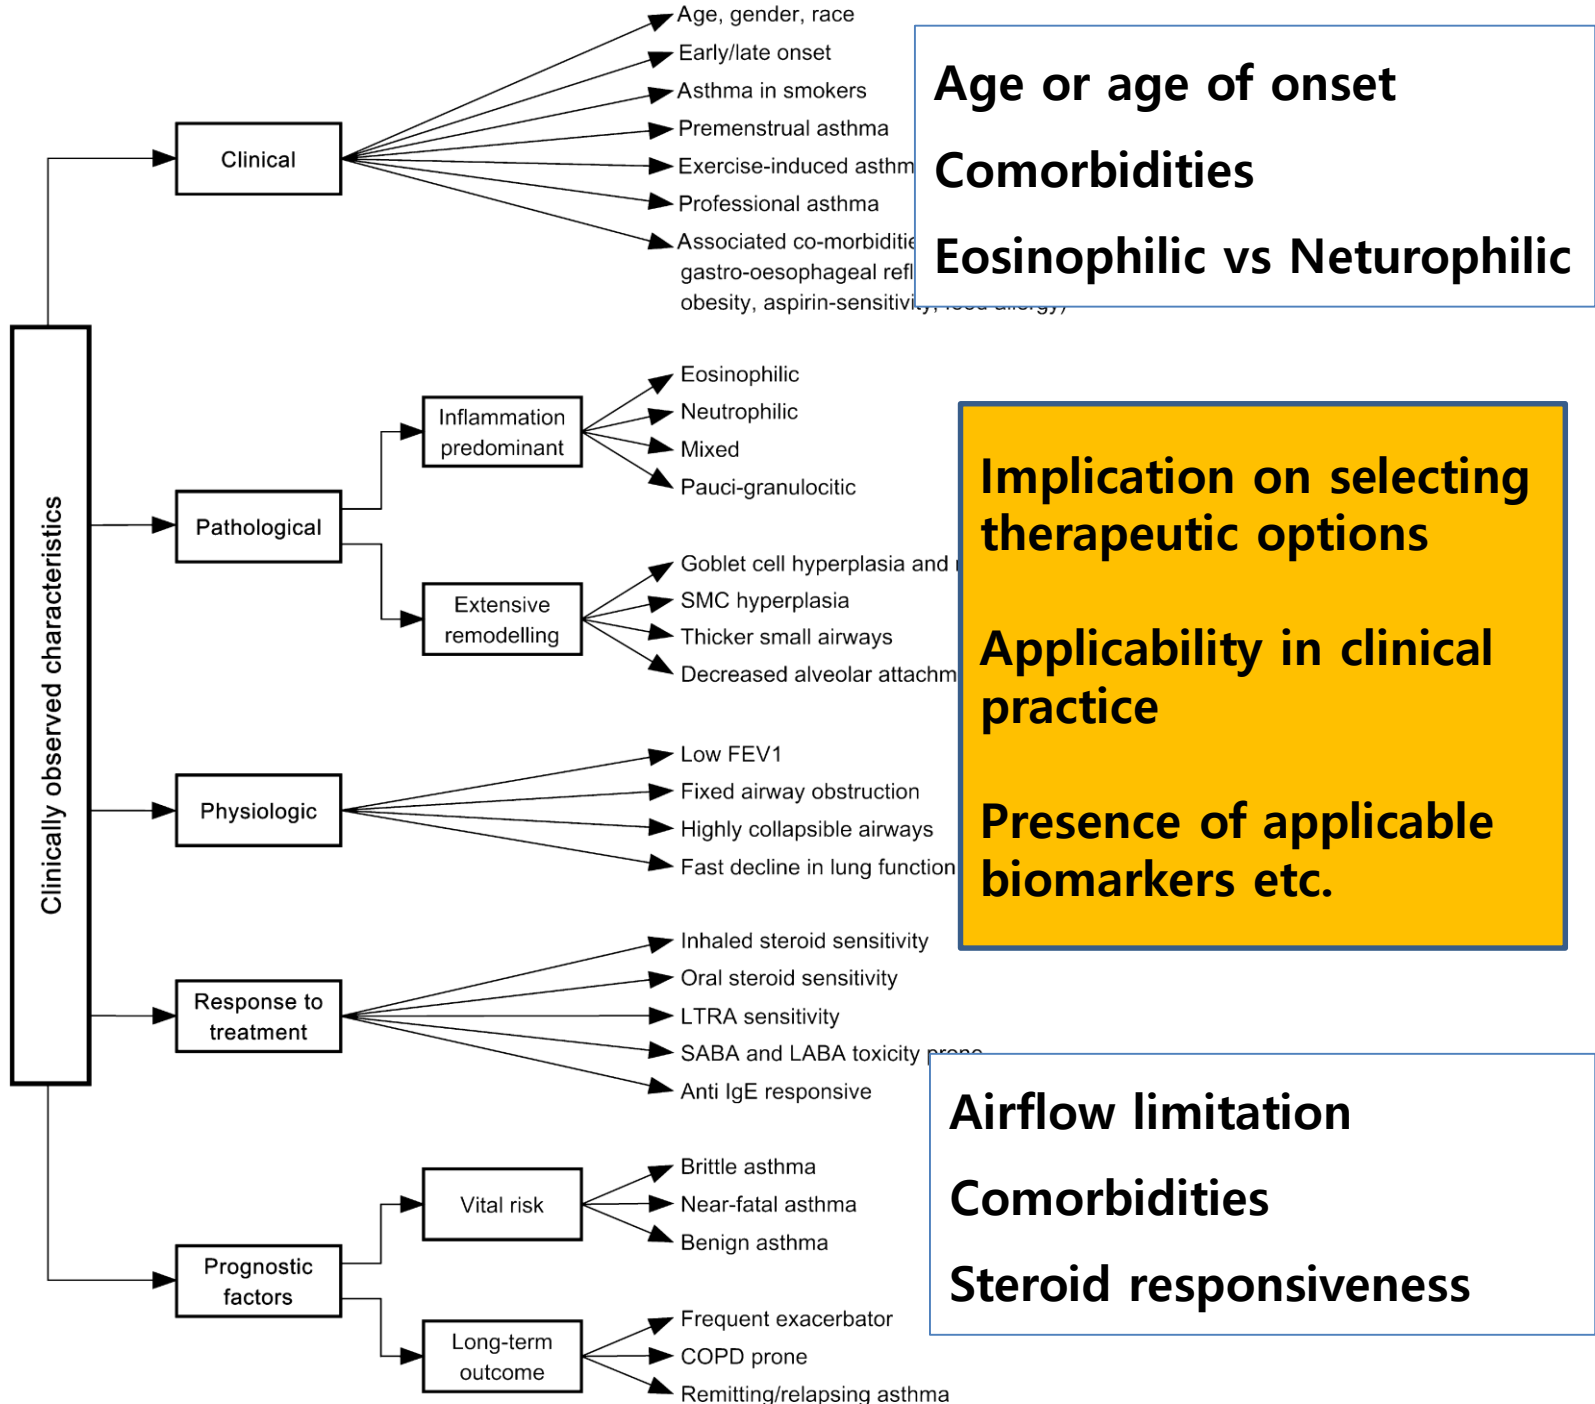 Clinically observed characteristics
Clinical
Age, gender, race
Early/late onset
Asthma in smokers
Premenstrual asthma
Exercise-induced
Professional asthma
Associated
gastro-oesophageal
obesity, aspirin-sensitivity,
Pathological
Inflammation
predominant
Eosinophilic
Neutrophilic
Mixed
Pauci-granulocitic
Extensive
remodelling
Goblet cell hyperplasia and
SMC hyperplasia
Thicker small airways
Decreased alveolar
Physiologic
Low FEV1
Fixed airway obstruction
Highly collapsible airways
Fast decline in lung function
Response to
treatment
Inhaled steroid sensitivity
Oral steroid sensitivity
LTRA sensitivity
SABA and LABA toxicity prone
Anti IgE responsive
Prognostic
factors
Vital risk
Brittle asthma
Near-fatal asthma
Benign asthma
Long-term
outcome
Frequent exacerbator
COPD prone
Remitting/relapsing asthma
Age or age of onset
Comorbidities
Eosinophilic vs Neturophilic
Implication on selecting
therapeutic options
Applicability in clinical
practice
Presence of applicable
biomarkers etc.
Airflow limitation
Comorbidities
Steroid responsiveness